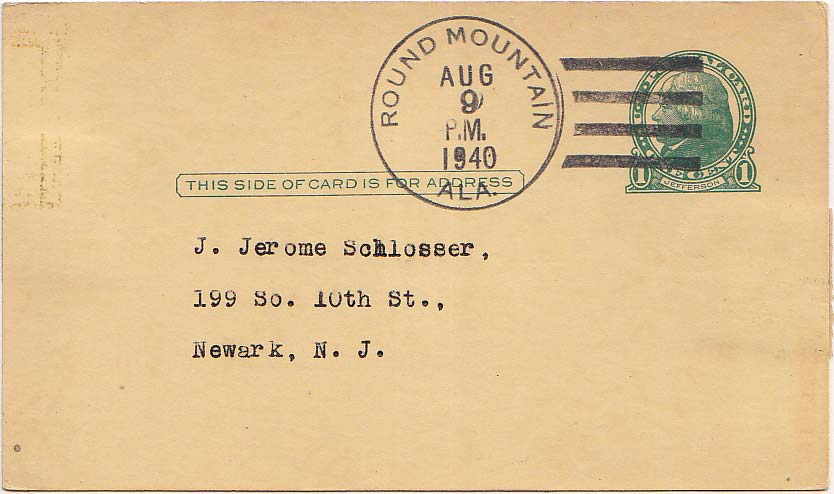 ROUND MOUNTAIN
AUG
9
P.M.
1940
ALA.
THIS SIDE OF CARD IS FOR ADDRESS
1 JEFFERSON 1
J. Jerome Schlosser,
199 So. 10th St.,
Newark, N. J.